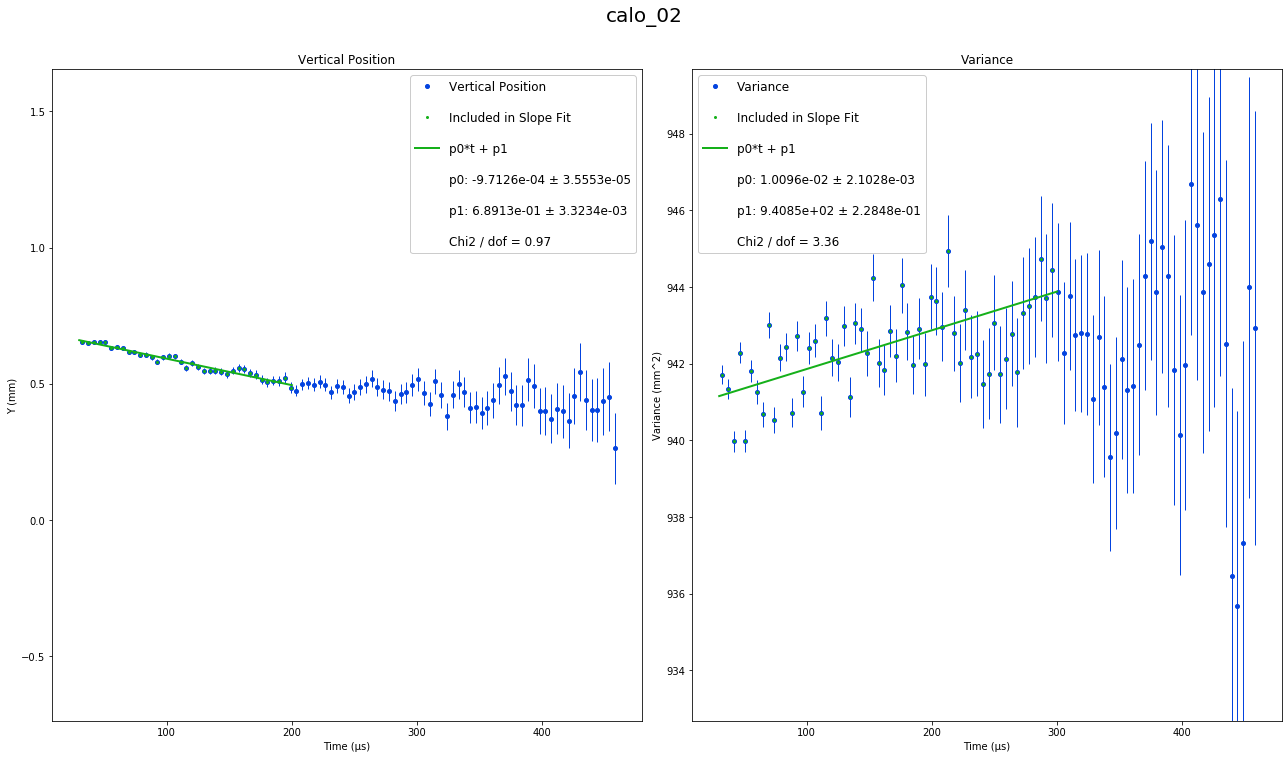 calo_02
Vertical Position
Vertical Position
Included in Slope Fit
p0*t + p1
p0: -9.7126e-04 ± 3.5553e-05
p1: 6.8913e-01 ± 3.3234e-03
Chi2 / dof = 0.97
1.5
1.0
0.5
0.0
−0.5
Y (mm)
100
200
300
400
Time (μs)
Variance
Variance
Included in Slope Fit
p0*t + p1
p0: 1.0096e-02 ± 2.1028e-03
p1: 9.4085e+02 ± 2.2848e-01
Chi2 / dof = 3.36
948
946
944
942
940
938
936
934
Variance (mm^2)
100
200
300
400
Time (μs)